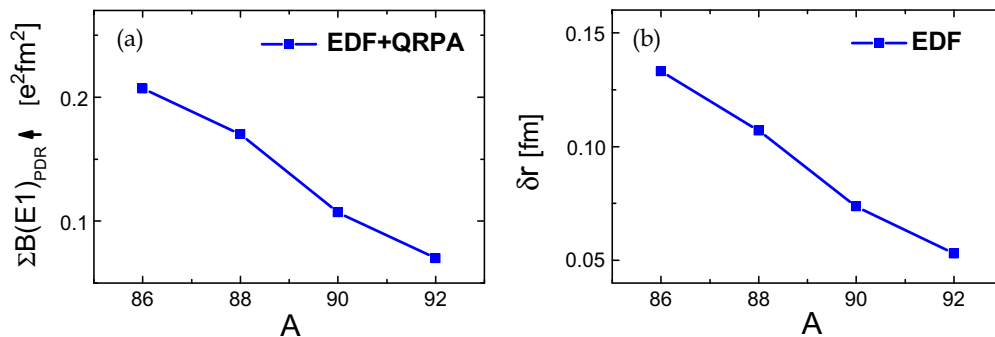 (a)
EDF+QRPA
ΣB(E1)PDR ↑ [e²fm²]
0.2
0.1
86 88 90 92
A
(b)
EDF
δr [fm]
0.15
0.10
0.05
86 88 90 92
A